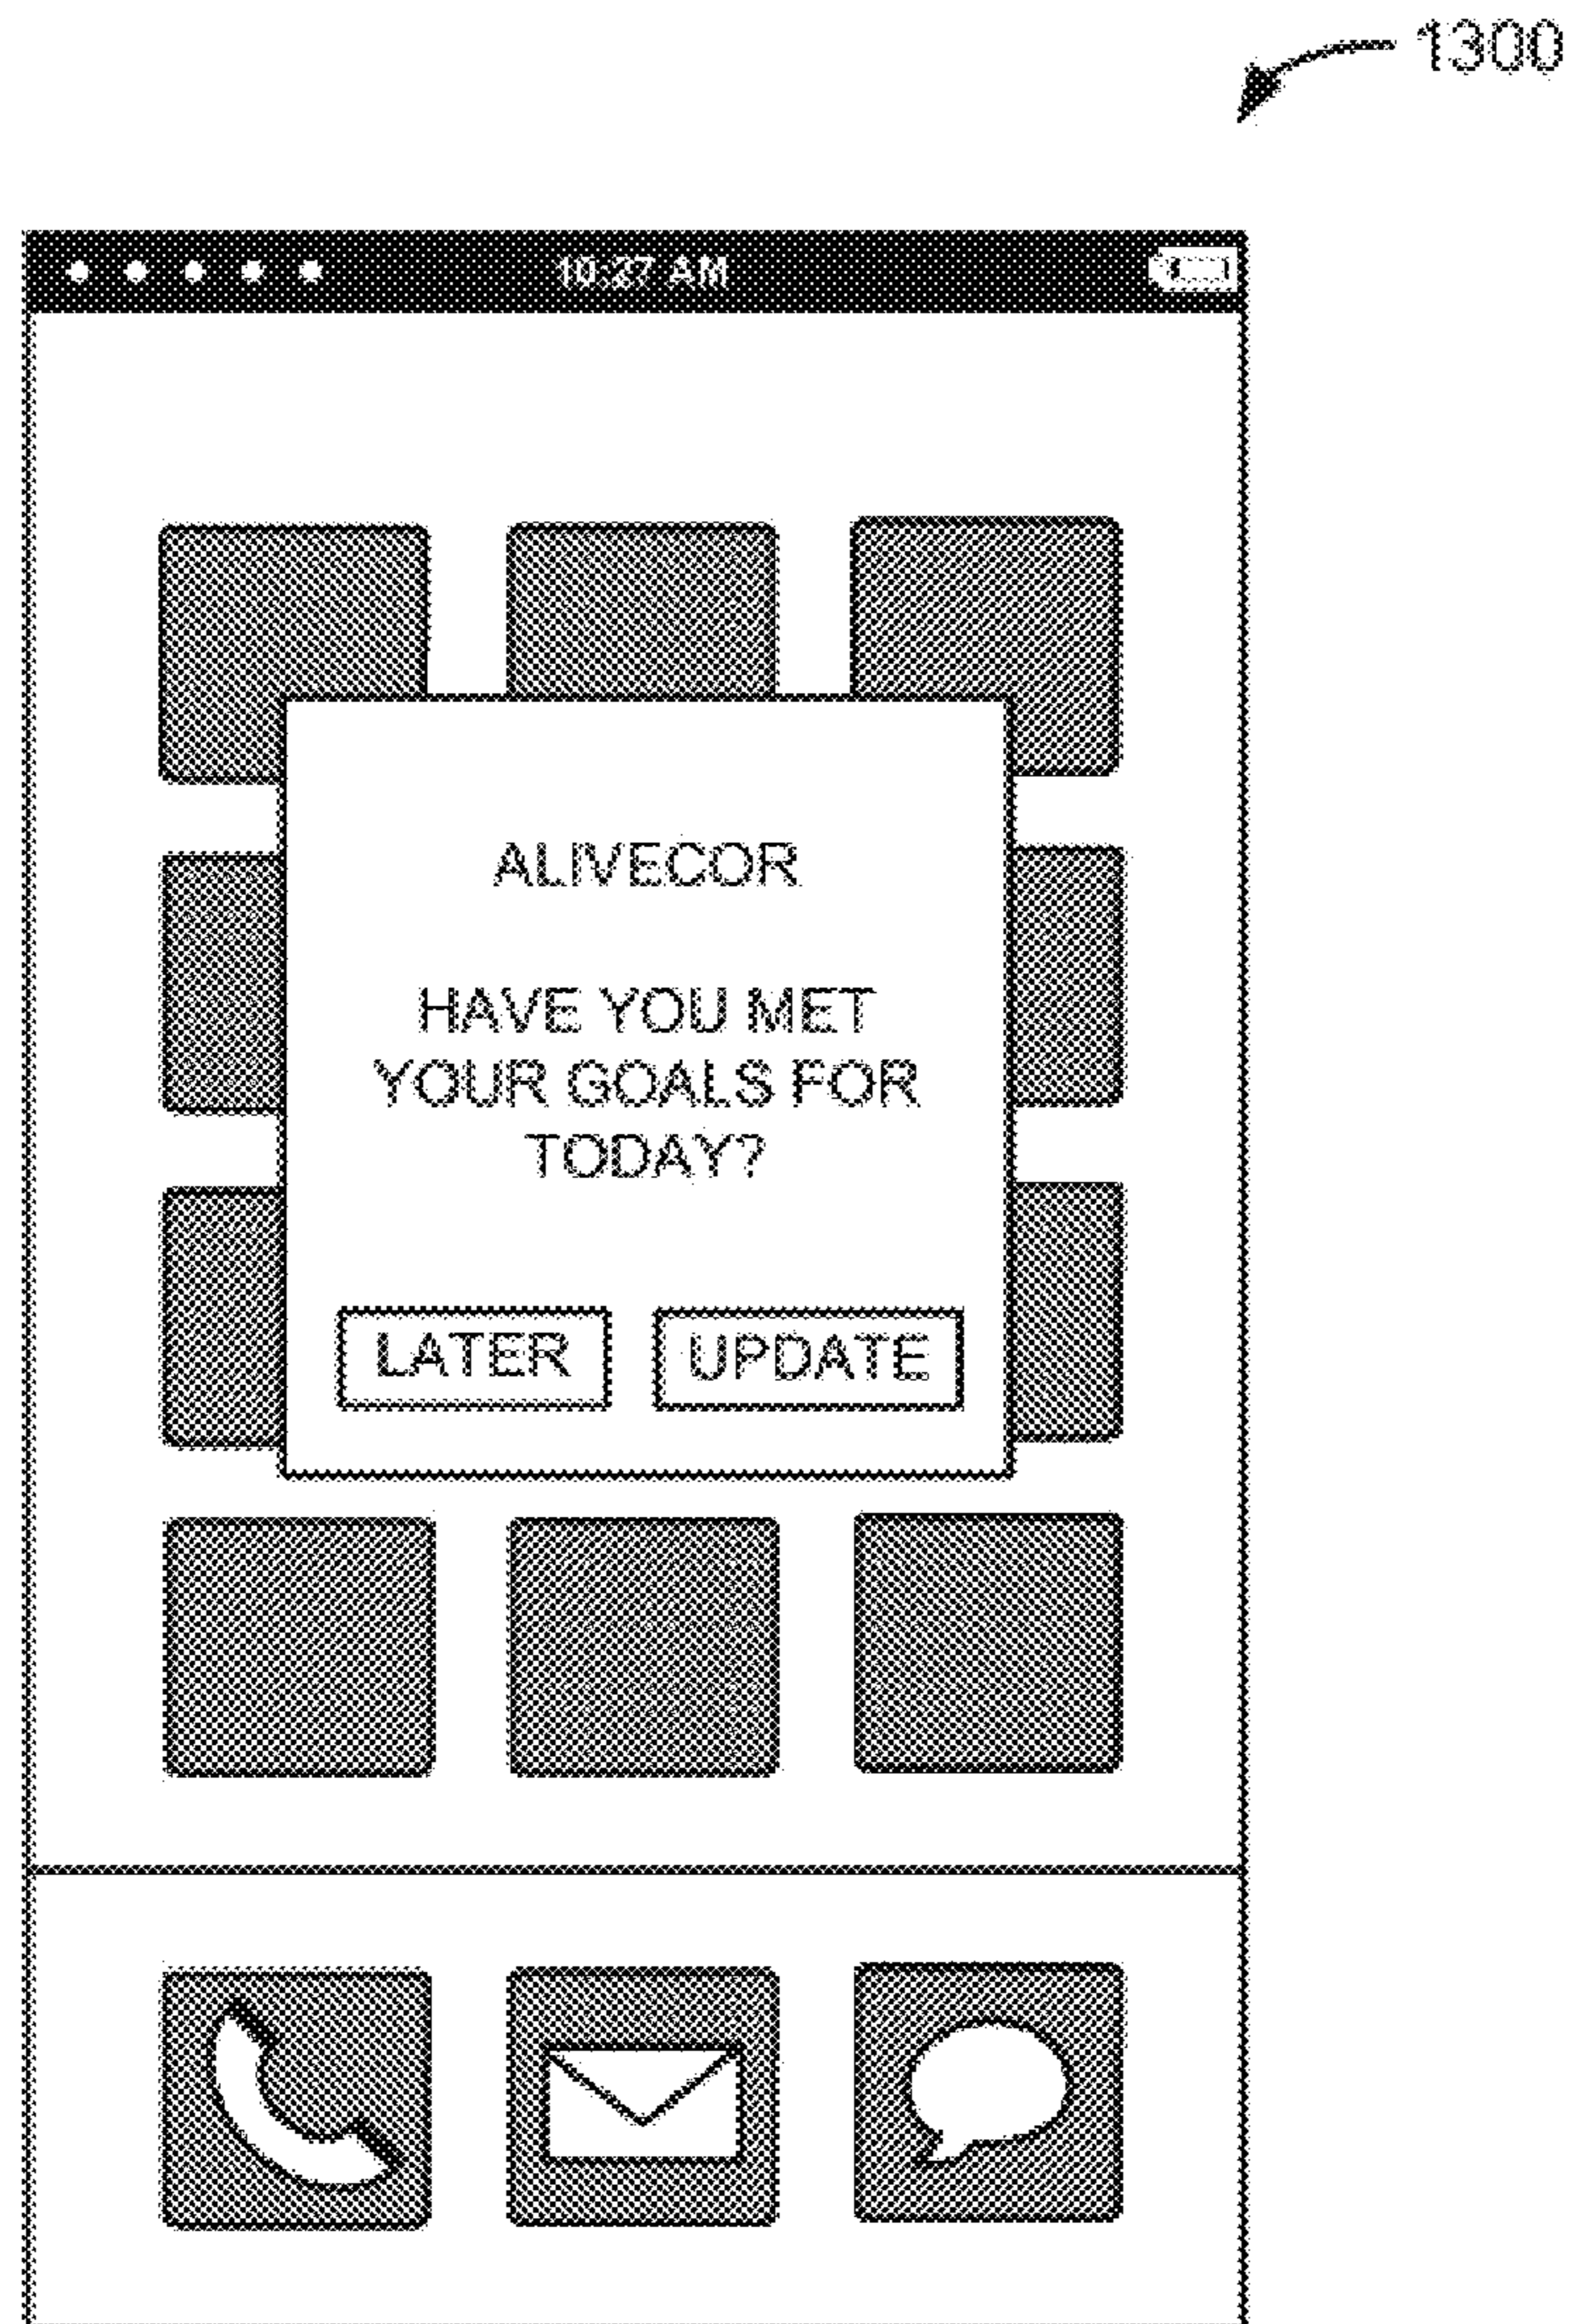 1300
10:27 AM
ALIVECOR
HAVE YOU MET
YOUR GOALS FOR
TODAY?
LATER
UPDATE